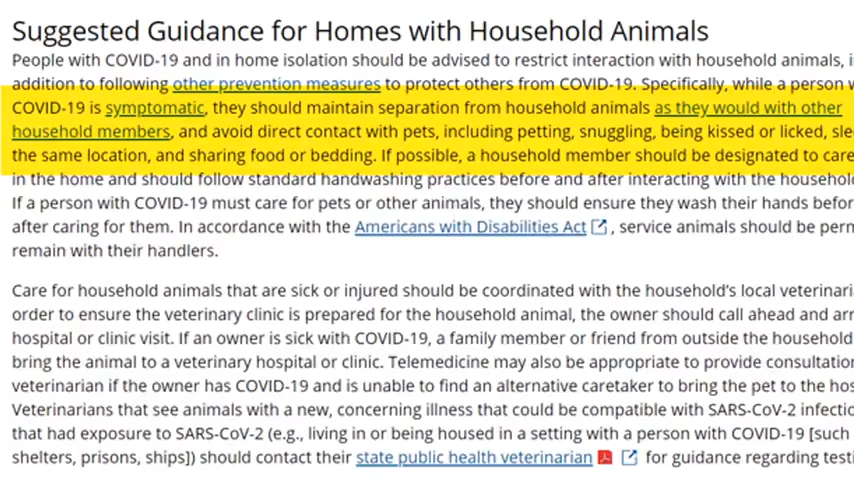 Suggested Guidance for Homes with Household Animals
People with COVID-19 and in home isolation should be advised to restrict interaction with household animals,
addition to following other prevention measures to protect others from COVID-19. Specifically, while a person
COVID-19 is symptomatic, they should maintain separation from household animals as they would with other
household members, and avoid direct contact with pets, including petting, snuggling, being kissed or licked,
the same location, and sharing food or bedding. If possible, a household member should be designated to care
in the home and should follow standard handwashing practices before and after interacting with the
If a person with COVID-19 must care for pets or other animals, they should ensure they wash their hands
after caring for them. In accordance with the Americans with Disabilities Act , service animals should be
remain with their handlers.
Care for household animals that are sick or injured should be coordinated with the household's local
order to ensure the veterinary clinic is prepared for the household animal, the owner should call ahead and
hospital or clinic visit. If an owner is sick with COVID-19, a family member or friend from outside the household
bring the animal to a veterinary hospital or clinic. Telemedicine may also be appropriate to provide
veterinarian if the owner has COVID-19 and is unable to find an alternative caretaker to bring the pet to the
Veterinarians that see animals with a new, concerning illness that could be compatible with SARS-CoV-2
that had exposure to SARS-CoV-2 (e.g., living in or being housed in a setting with a person with COVID-19 [such
shelters, prisons, ships]) should contact their state public health veterinarian for guidance regarding